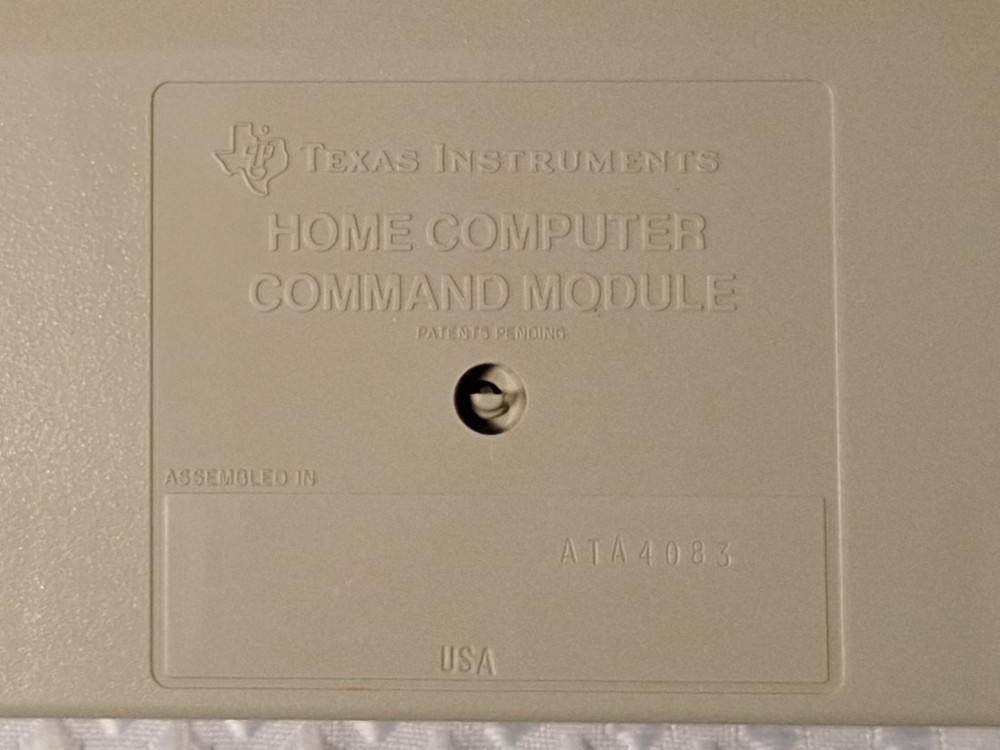 TEXAS INSTRUMENTS
HOME COMPUTER
COMMAND MODULE
PATENTS PENDING
ASSEMBLED IN
ATA4083
USA